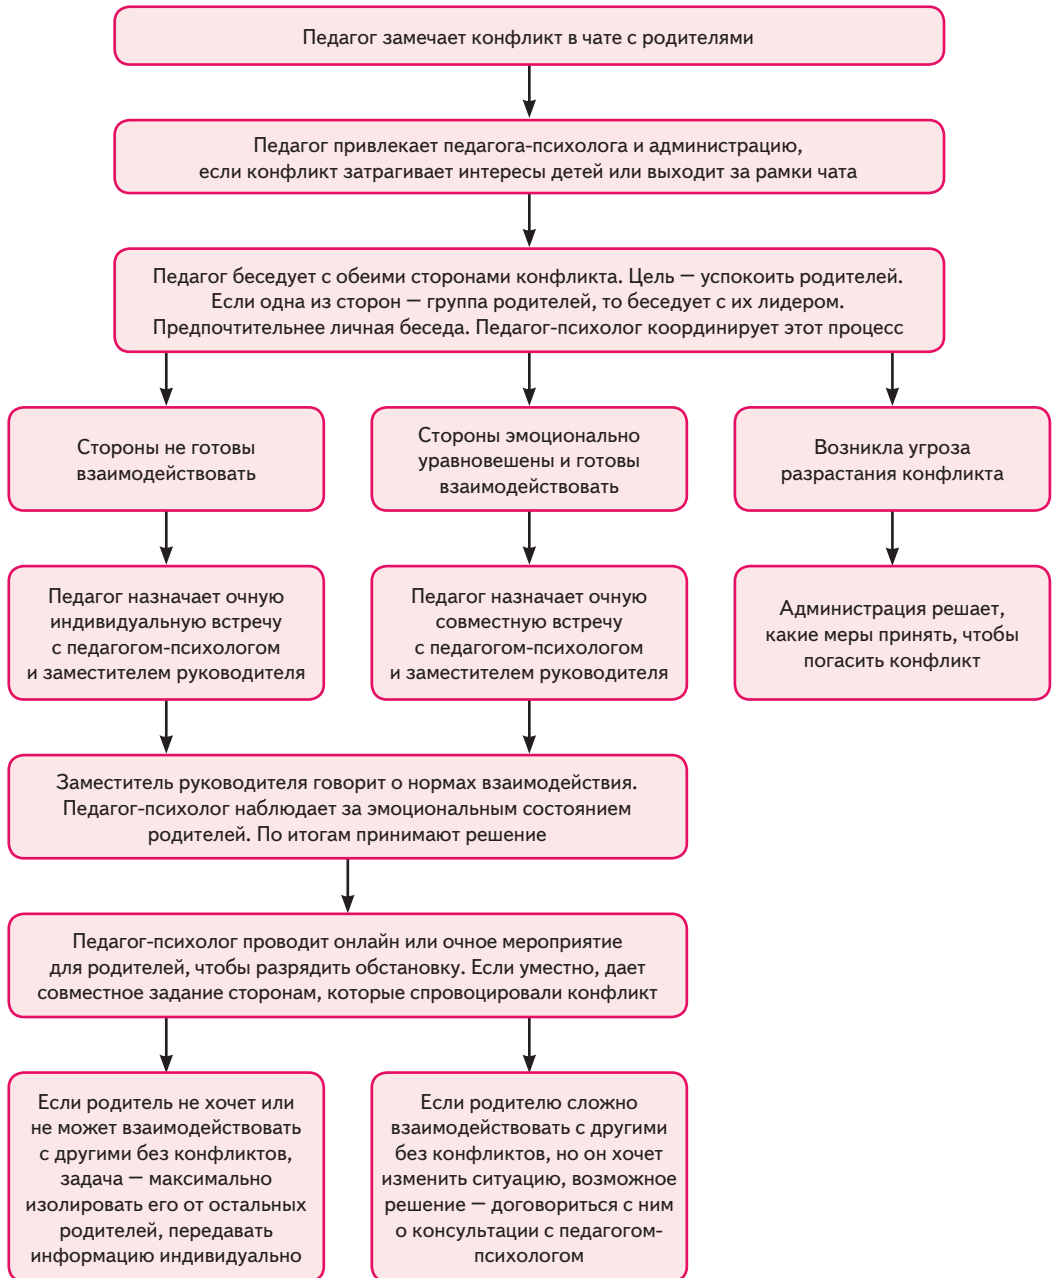 Педагог замечает конфликт в чате с родителями
Педагог привлекает педагога-психолога и администрацию,
если конфликт затрагивает интересы детей или выходит за рамки чата
Педагог беседует с обеими сторонами конфликта. Цель — успокоить родителей.
Если одна из сторон — группа родителей, то беседует с их лидером.
Предпочтительнее личная беседа. Педагог-психолог координирует этот процесс
Стороны не готовы
взаимодействовать
Стороны эмоционально
уравновешены и готовы
взаимодействовать
Возникла угроза
разрастания конфликта
Педагог назначает очную
индивидуальную встречу
с педагогом-психологом
и заместителем руководителя
Педагог назначает очную
совместную встречу
с педагогом-психологом
и заместителем руководителя
Администрация решает,
какие меры принять, чтобы
погасить конфликт
Заместитель руководителя говорит о нормах взаимодействия.
Педагог-психолог наблюдает за эмоциональным состоянием
родителей. По итогам принимают решение
Педагог-психолог проводит онлайн или очное мероприятие
для родителей, чтобы разрядить обстановку. Если уместно, дает
совместное задание сторонам, которые спровоцировали конфликт
Если родитель не хочет или
не может взаимодействовать
с другими без конфликтов,
задача — максимально
изолировать его от остальных
родителей, передавать
информацию индивидуально
Если родителю сложно
взаимодействовать с другими
без конфликтов, но он хочет
изменить ситуацию, возможное
решение — договориться с ним
о консультации с педагогом-
психологом